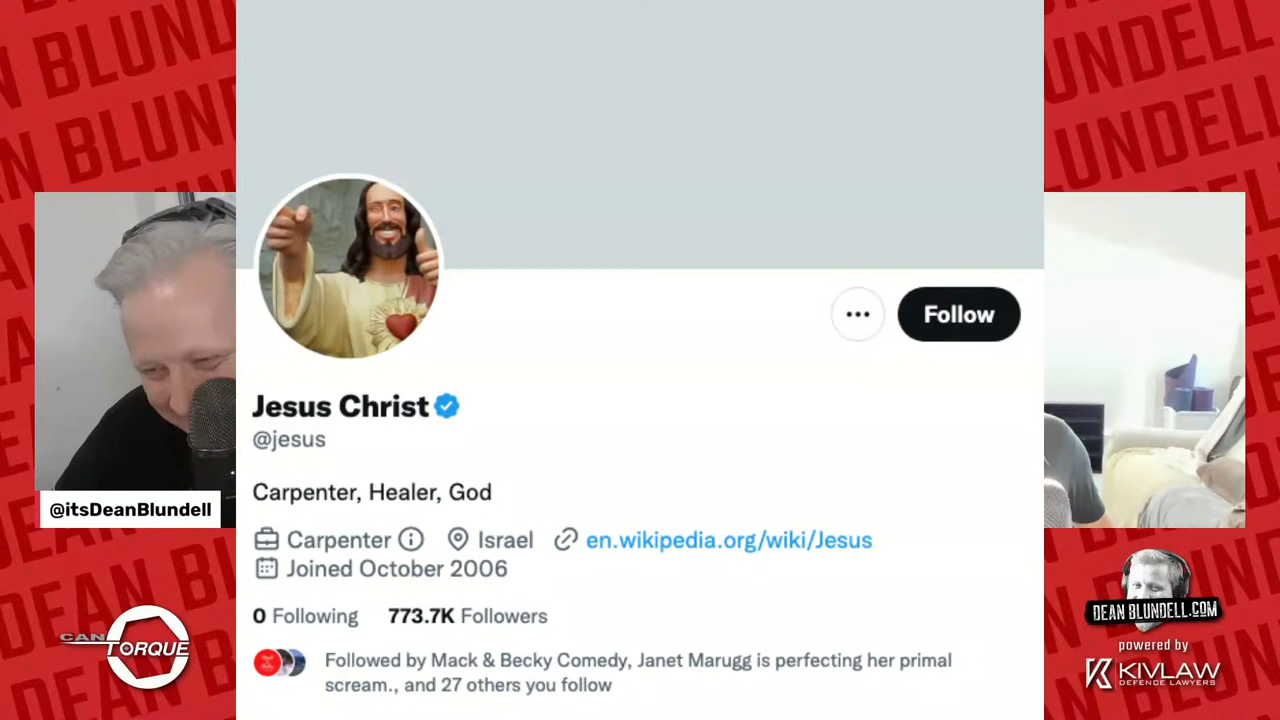 Follow
Jesus Christ
@jesus
Carpenter, Healer, God
Carpenter Israel en.wikipedia.org/wiki/Jesus
Joined October 2006
0 Following 773.7K Followers
Followed by Mack & Becky Comedy, Janet Marugg is perfecting her primal
scream., and 27 others you follow
@itsDeanBlundell
CAN
TORQUE
DEAN BLUNDELL.COM
powered by
KIVLAW
DEFENCE LAWYERS
DEAN BLUNDELL